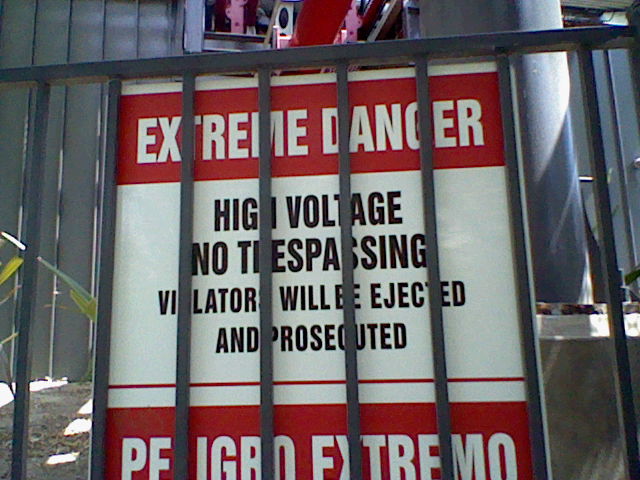 EXTREME DANGER
HIGH VOLTAGE
NO TRESPASSING
VIOLATORS WILL BE EJECTED
AND PROSECUTED
PELIGRO EXTREMO